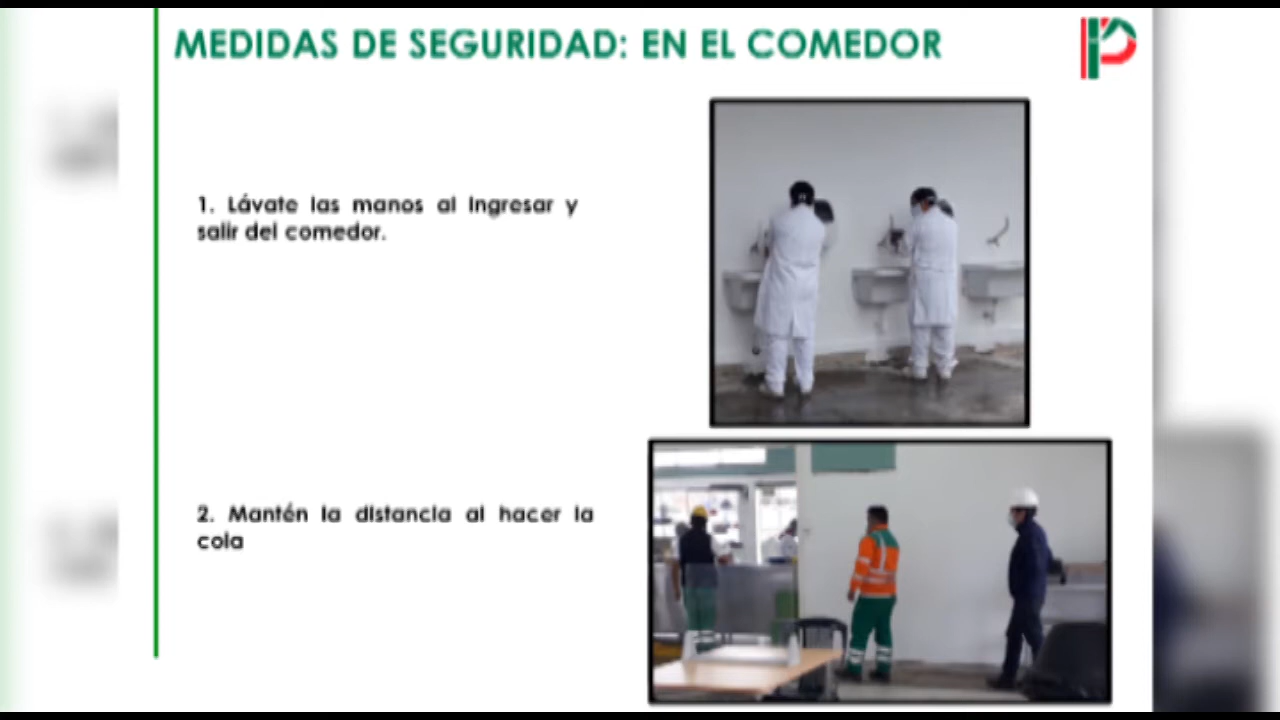 MEDIDAS DE SEGURIDAD: EN EL COMEDOR
1. Lávate las manos al ingresar y
salir del comedor.
2. Mantén la distancia al hacer la
cola